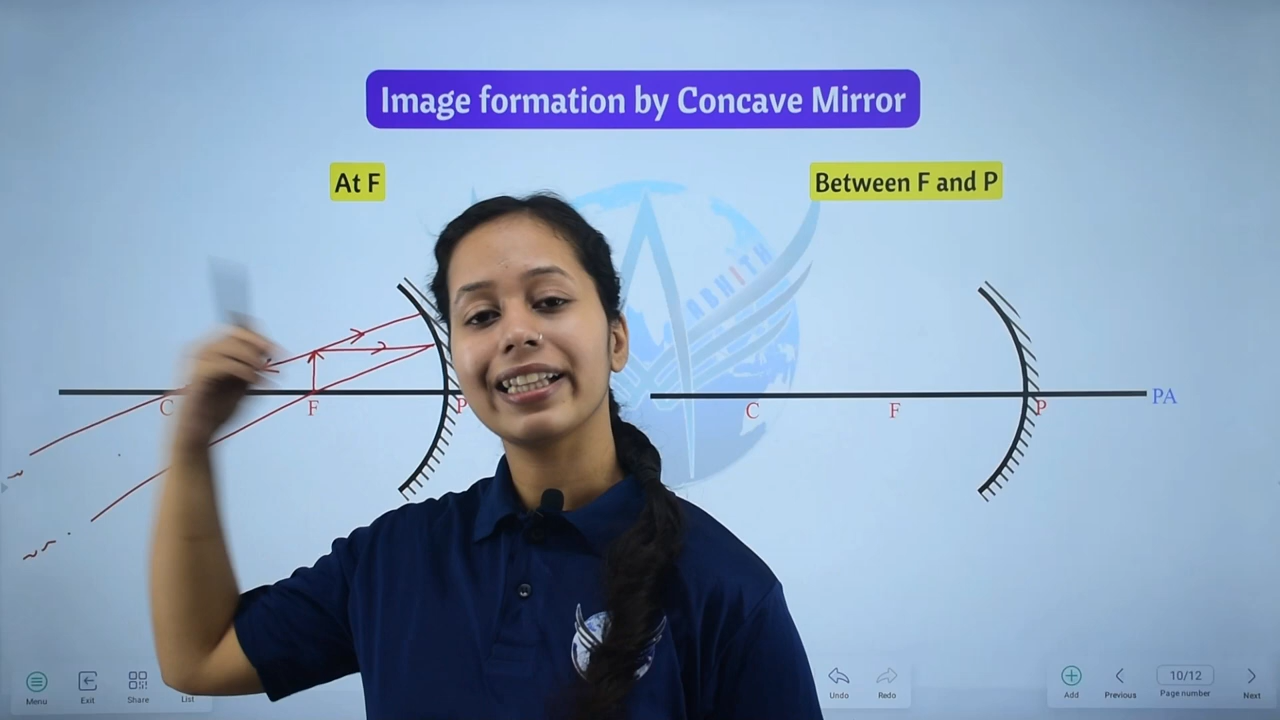 Image formation by Concave Mirror
At F
Between F and P
ABHITH
C
F
P
C
F
P
PA
Menu
Exit
Share
List
Undo
Redo
Add
Previous
10/12
Page number
Next